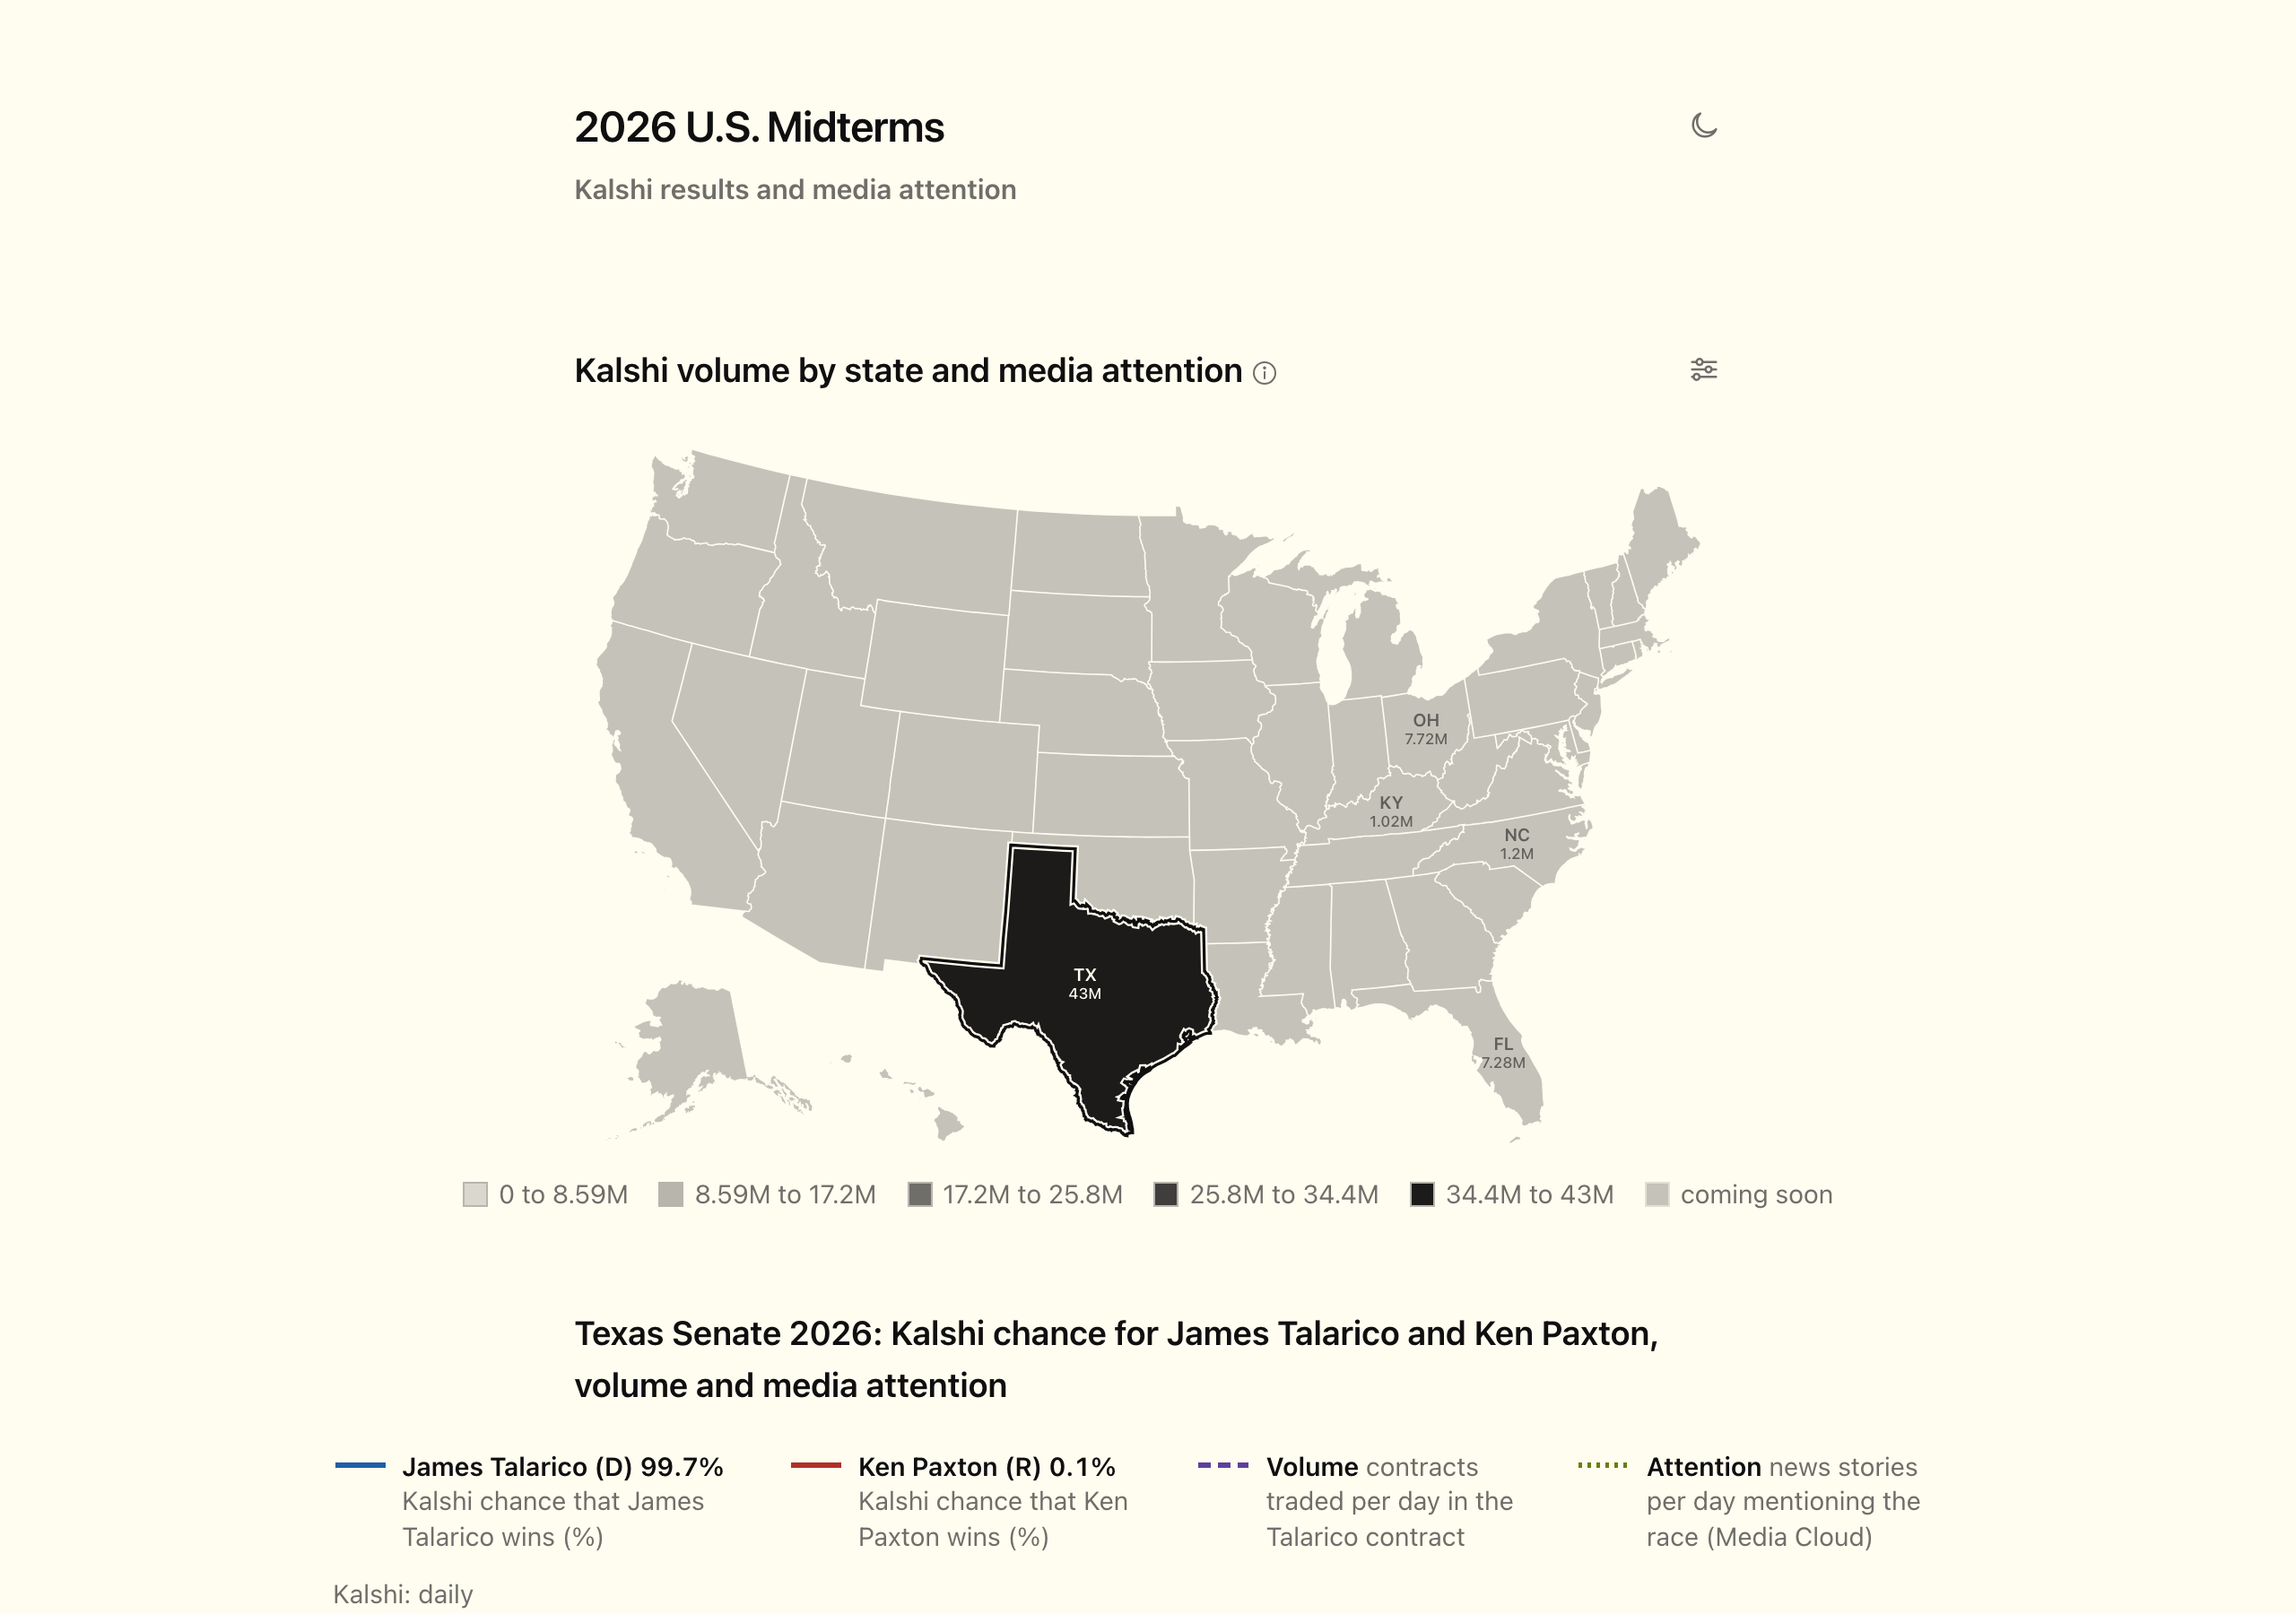 2026 U.S. Midterms
Kalshi results and media attention
Kalshi volume by state and media attention
OH
7.72M
KY
1.02M
NC
1.2M
TX
43M
FL
7.28M
0 to 8.59M
8.59M to 17.2M
17.2M to 25.8M
25.8M to 34.4M
34.4M to 43M
coming soon
Texas Senate 2026: Kalshi chance for James Talarico and Ken Paxton,
volume and media attention
James Talarico (D) 99.7%
Kalshi chance that James
Talarico wins (%)
Ken Paxton (R) 0.1%
Kalshi chance that Ken
Paxton wins (%)
Volume contracts
traded per day in the
Talarico contract
Attention news stories
per day mentioning the
race (Media Cloud)
Kalshi: daily